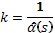 k = 1/α̂(s)